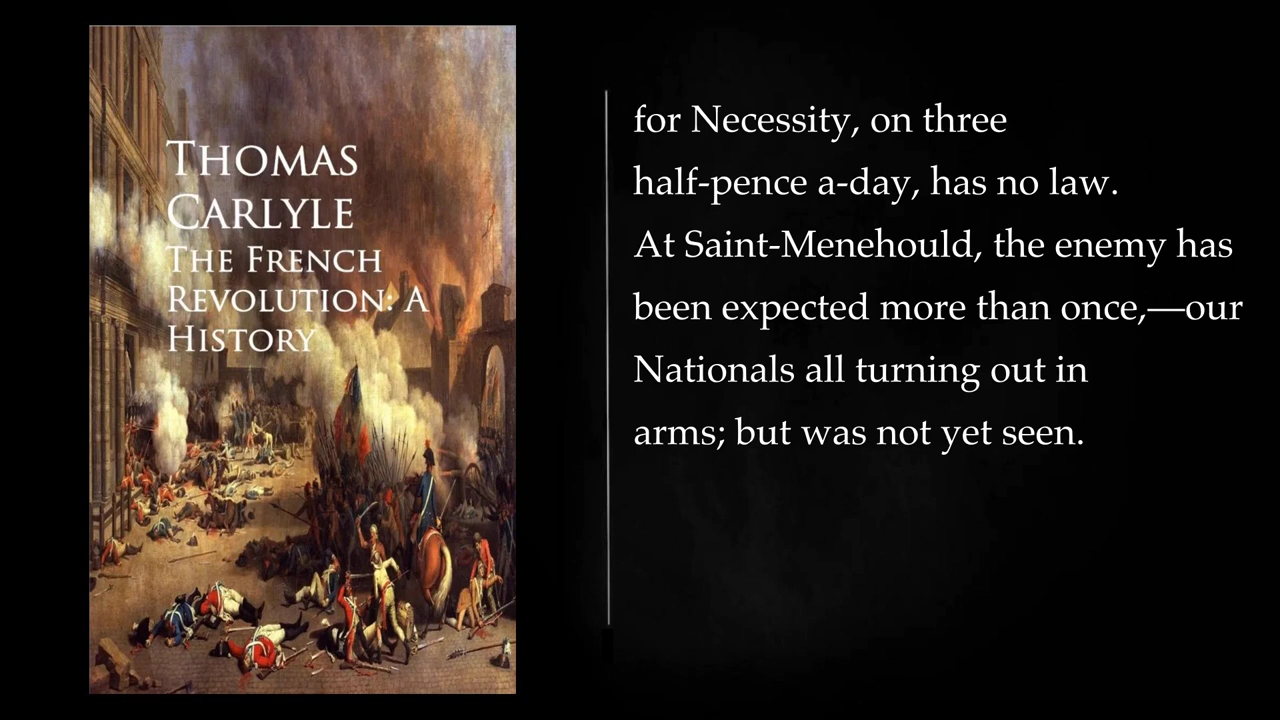 THOMAS
CARLYLE
THE FRENCH
REVOLUTION: A
HISTORY
for Necessity, on three
half-pence a-day, has no law.
At Saint-Menehould, the enemy has
been expected more than once,—our
Nationals all turning out in
arms; but was not yet seen.